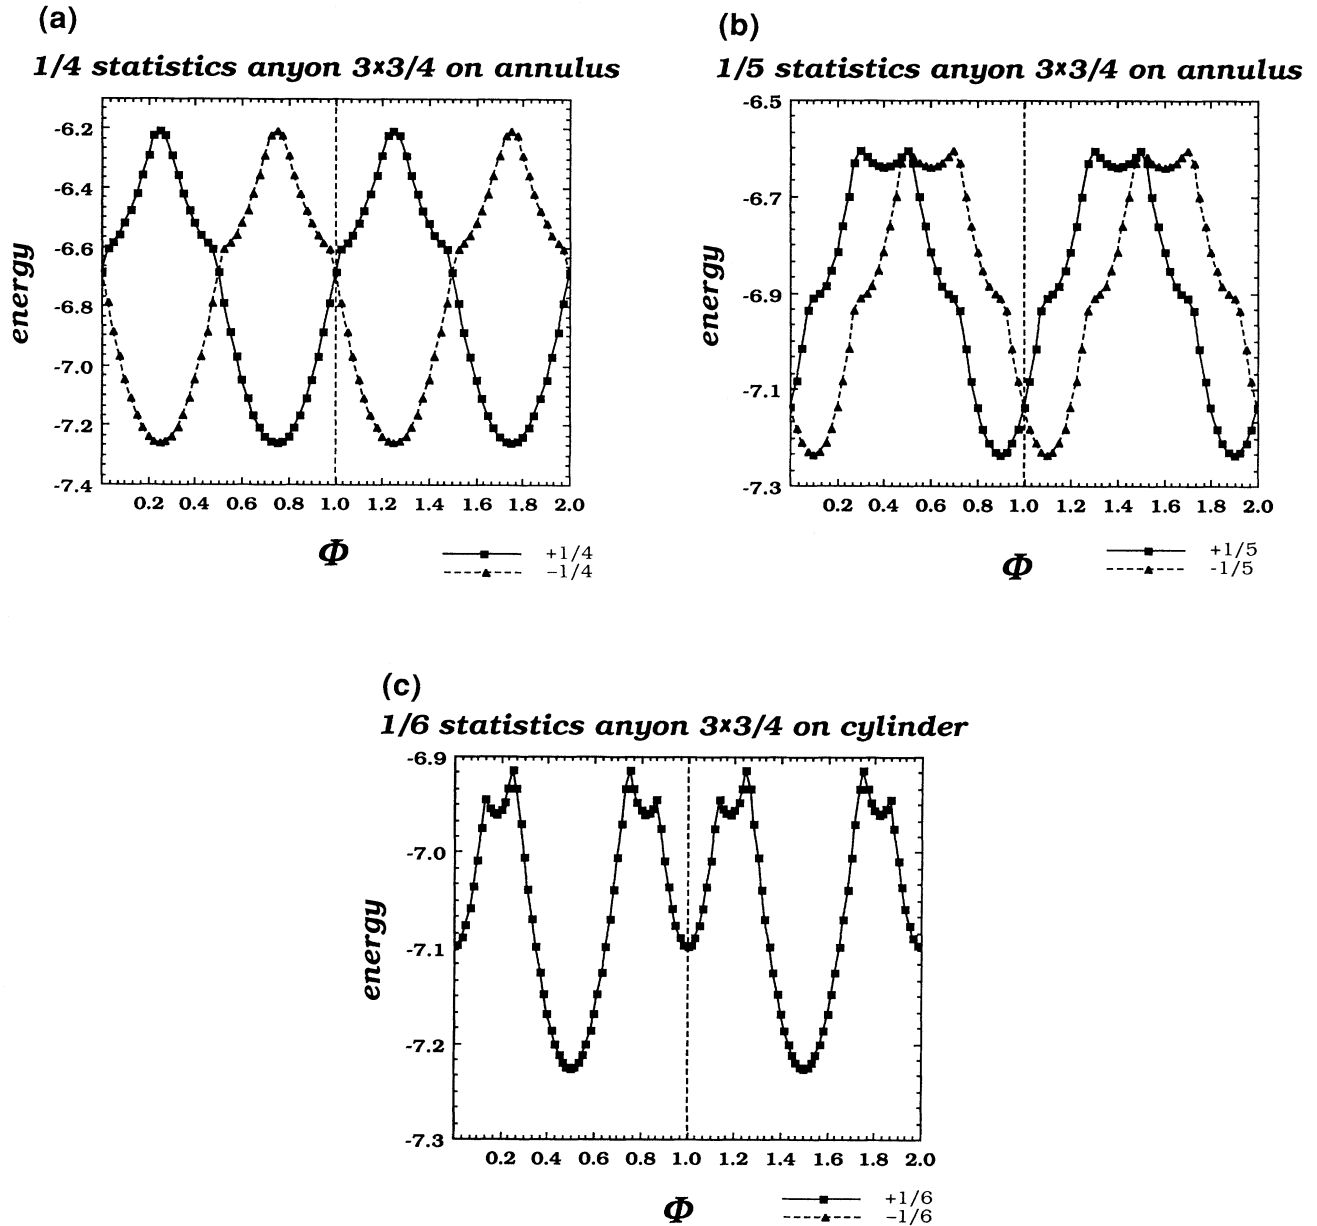 (a)
1/4 statistics anyon 3×3/4 on annulus
-6.2
-6.4
-6.6
-6.8
-7.0
-7.2
-7.4
energy
0.2 0.4 0.6 0.8 1.0 1.2 1.4 1.6 1.8 2.0
Φ
+1/4
-1/4
(b)
1/5 statistics anyon 3×3/4 on annulus
-6.5
-6.7
-6.9
-7.1
-7.3
energy
0.2 0.4 0.6 0.8 1.0 1.2 1.4 1.6 1.8 2.0
Φ
+1/5
-1/5
(c)
1/6 statistics anyon 3×3/4 on cylinder
-6.9
-7.0
-7.1
-7.2
-7.3
energy
0.2 0.4 0.6 0.8 1.0 1.2 1.4 1.6 1.8 2.0
Φ
+1/6
-1/6